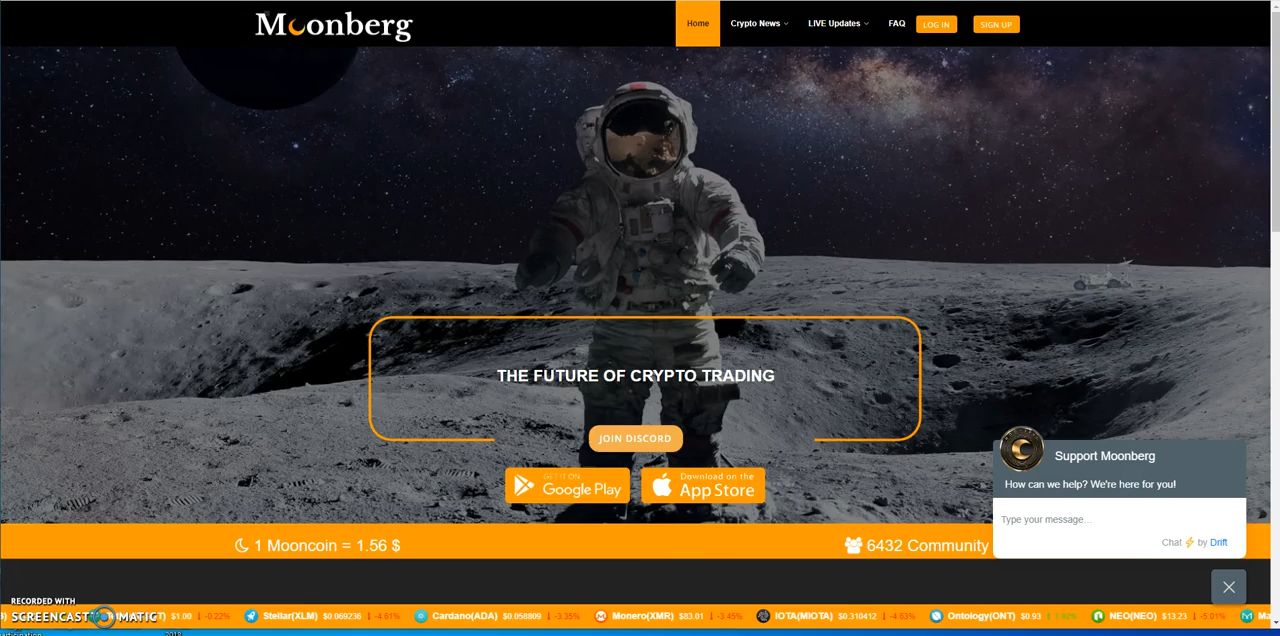 Moonberg
Home
Crypto News
LIVE Updates
FAQ
LOG IN
SIGN UP
THE FUTURE OF CRYPTO TRADING
JOIN DISCORD
GET IT ON
Google Play
Download on the
App Store
Support Moonberg
How can we help? We're here for you!
Type your message...
Chat ⚡ by Drift
1 Mooncoin = 1.56 $
6432 Community
RECORDED WITH
SCREENCAST MATIC
$1.00 ↓ -0.22% Stellar(XLM) $0.069236 ↓ -4.61% Cardano(ADA) $0.058809 ↓ -3.35% Monero(XMR) $83.01 ↓ -3.45% IOTA(MIOTA) $0.310412 ↓ -4.63% Ontology(ONT) $0.93 NEO(NEO) $13.23 ↓ -5.01% Ma
2018